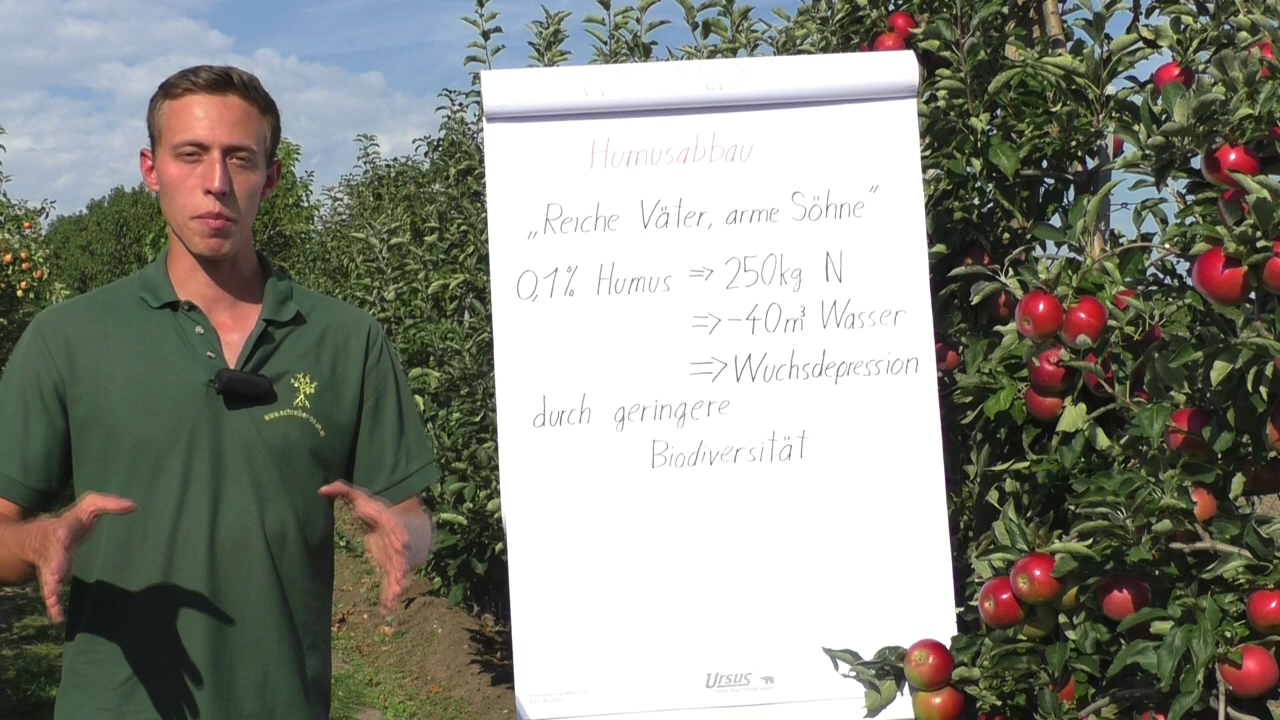 Humusabbau
„Reiche Väter, arme Söhne"
0,1% Humus ⇒ 250kg N
⇒ -40m³ Wasser
⇒ Wuchsdepression
durch geringere
Biodiversität
Ursus